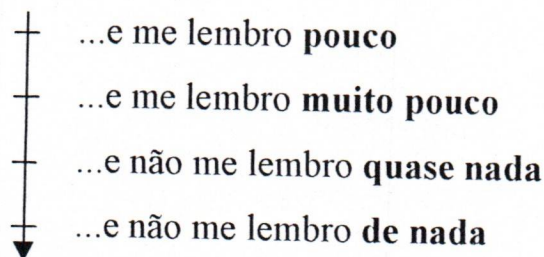 ...e me lembro pouco
...e me lembro muito pouco
...e não me lembro quase nada
...e não me lembro de nada